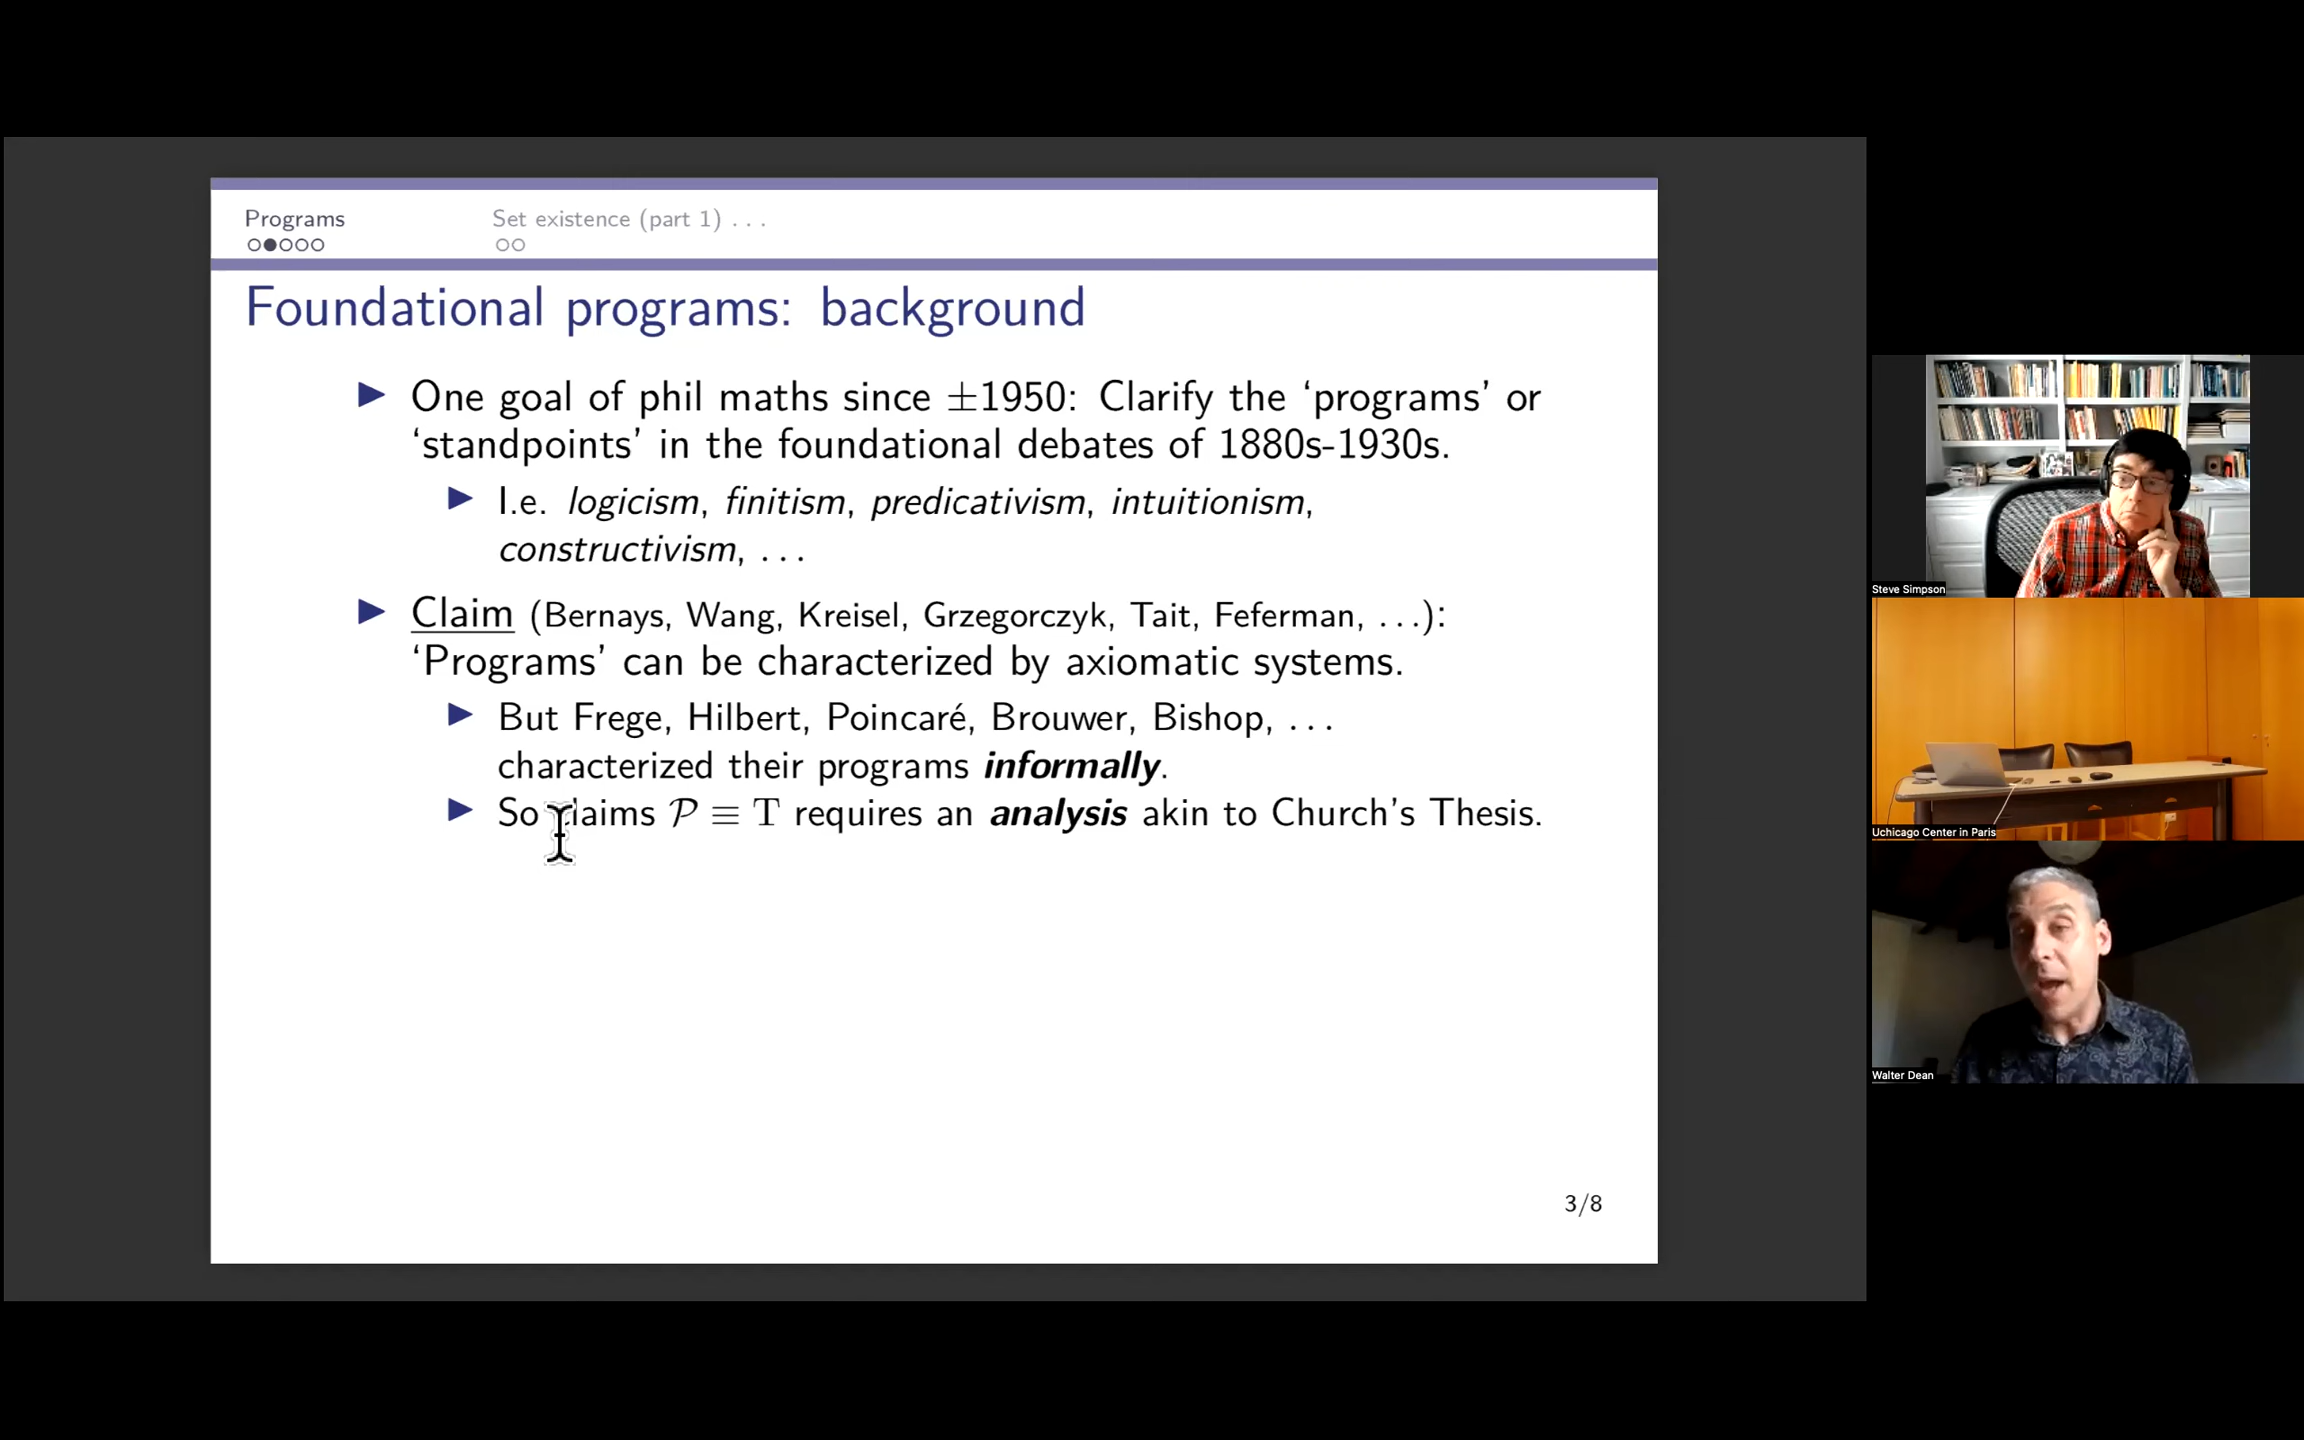 Programs
Set existence (part 1) . . .
Foundational programs: background
▶ One goal of phil maths since ±1950: Clarify the ‘programs’ or
‘standpoints’ in the foundational debates of 1880s-1930s.
▶ I.e. logicism, finitism, predicativism, intuitionism,
constructivism, . . .
▶ Claim (Bernays, Wang, Kreisel, Grzegorczyk, Tait, Feferman, . . .):
‘Programs’ can be characterized by axiomatic systems.
▶ But Frege, Hilbert, Poincaré, Brouwer, Bishop, . . .
characterized their programs informally.
▶ So claims 𝒫 ≡ T requires an analysis akin to Church’s Thesis.
3/8
Steve Simpson
Uchicago Center in Paris
Walter Dean